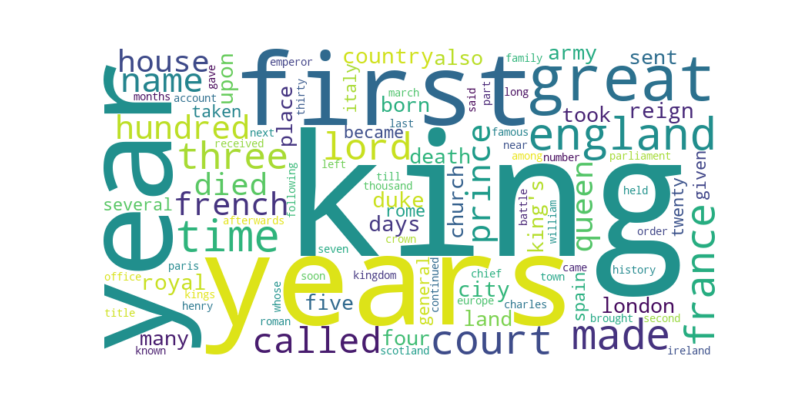 house
name
gave
emperor
first
country
also
family
army
sent
months
account
upon
thirty
italy
march
born
said
part
long
great
year
taken
place
last
took
reign
hundred
next
became
famous
england
received
lord
near
three
death
prince
among
number
parliament
died
following
left
till
thousand
king
church
given
french
several
duke
rome
days
king's
battle
william
queen
held
twenty
order
afterwards
crown
time
seven
years
france
office
paris
soon
kingdom
general
continued
chief
town
came
history
royal
kings
whose
five
city
europe
spain
london
title
henry
roman
land
charles
brought
second
many
called
four
court
made
known
scotland
ireland